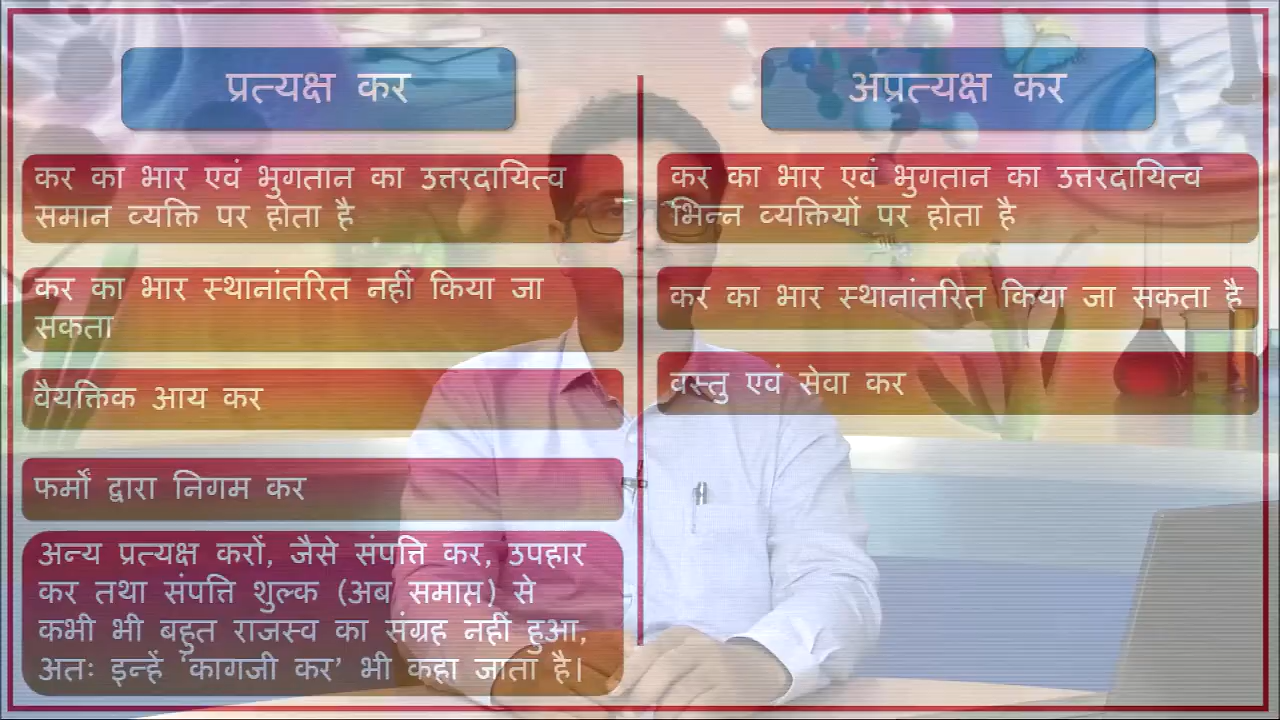 प्रत्यक्ष कर
कर का भार एवं भुगतान का उत्तरदायित्व
समान व्यक्ति पर होता है
कर का भार स्थानांतरित नहीं किया जा
सकता
वैयक्तिक आय कर
फर्मों द्वारा निगम कर
अन्य प्रत्यक्ष करों, जैसे संपत्ति कर, उपहार
कर तथा संपत्ति शुल्क (अब समाप्त) से
कभी भी बहुत राजस्व का संग्रह नहीं हुआ,
अतः इन्हें ‘कागजी कर’ भी कहा जाता है।
अप्रत्यक्ष कर
कर का भार एवं भुगतान का उत्तरदायित्व
भिन्न व्यक्तियों पर होता है
कर का भार स्थानांतरित किया जा सकता है
वस्तु एवं सेवा कर